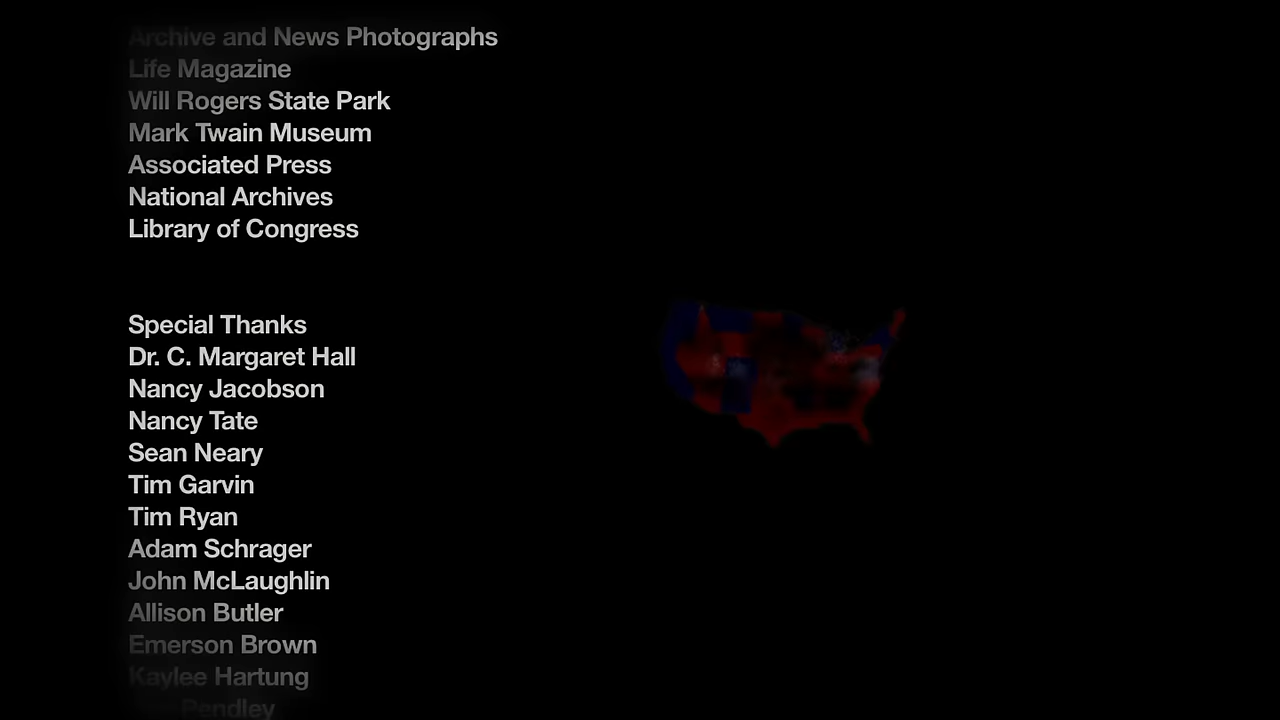 Archive and News Photographs
Life Magazine
Will Rogers State Park
Mark Twain Museum
Associated Press
National Archives
Library of Congress
Special Thanks
Dr. C. Margaret Hall
Nancy Jacobson
Nancy Tate
Sean Neary
Tim Garvin
Tim Ryan
Adam Schrager
John McLaughlin
Allison Butler
Emerson Brown
Kaylee Hartung
Pendley